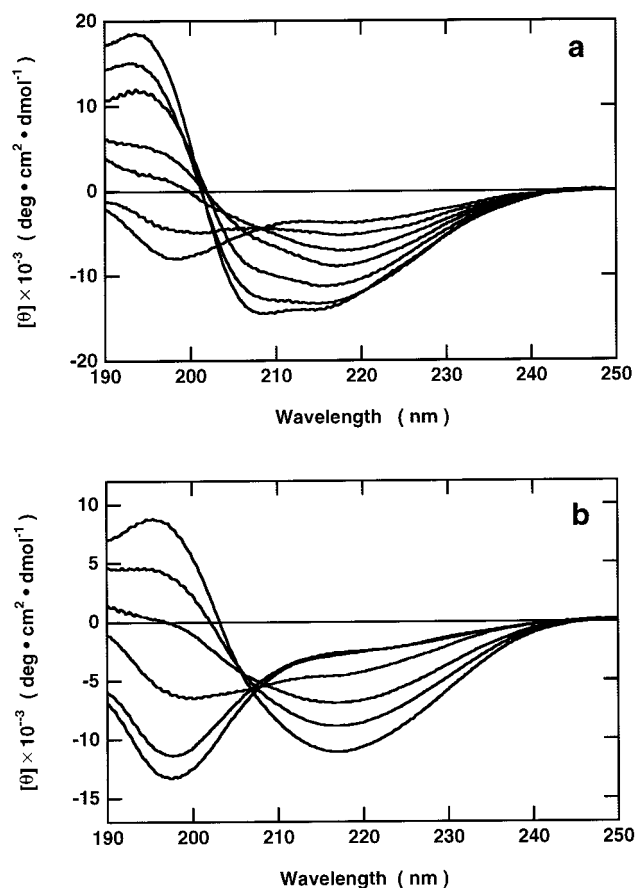 a
20
10
0
-10
-20
[θ] × 10⁻³ ( deg • cm² • dmol⁻¹ )
190 200 210 220 230 240 250
Wavelength ( nm )
b
10
5
0
-5
-10
-15
[θ] × 10⁻³ ( deg • cm² • dmol⁻¹ )
190 200 210 220 230 240 250
Wavelength ( nm )